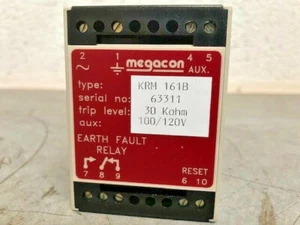 2 1 megacon 4 5
AUX.
type: KRM 161B
serial no: 63311
trip level: 30 Kohm
aux: 100/120V
EARTH FAULT
RELAY
7 8 9
RESET
6 10